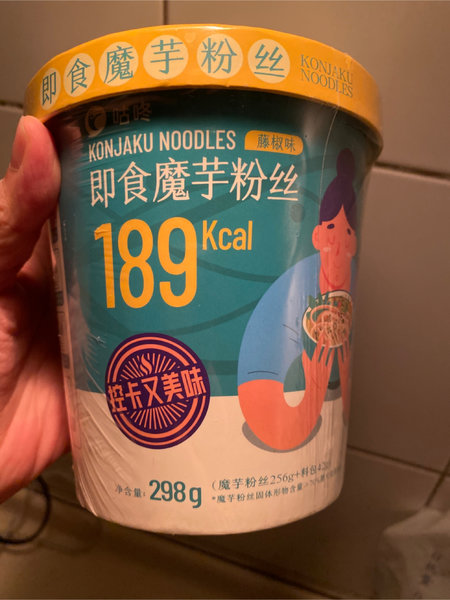 即食魔芋粉丝
KONJAKU
NOODLES
咕咚
KONJAKU NOODLES
藤椒味
即食魔芋粉丝
189 Kcal
控卡又美味
净含量: 298g
(魔芋粉丝256g+料包42g
*魔芋粉丝固体形物含量